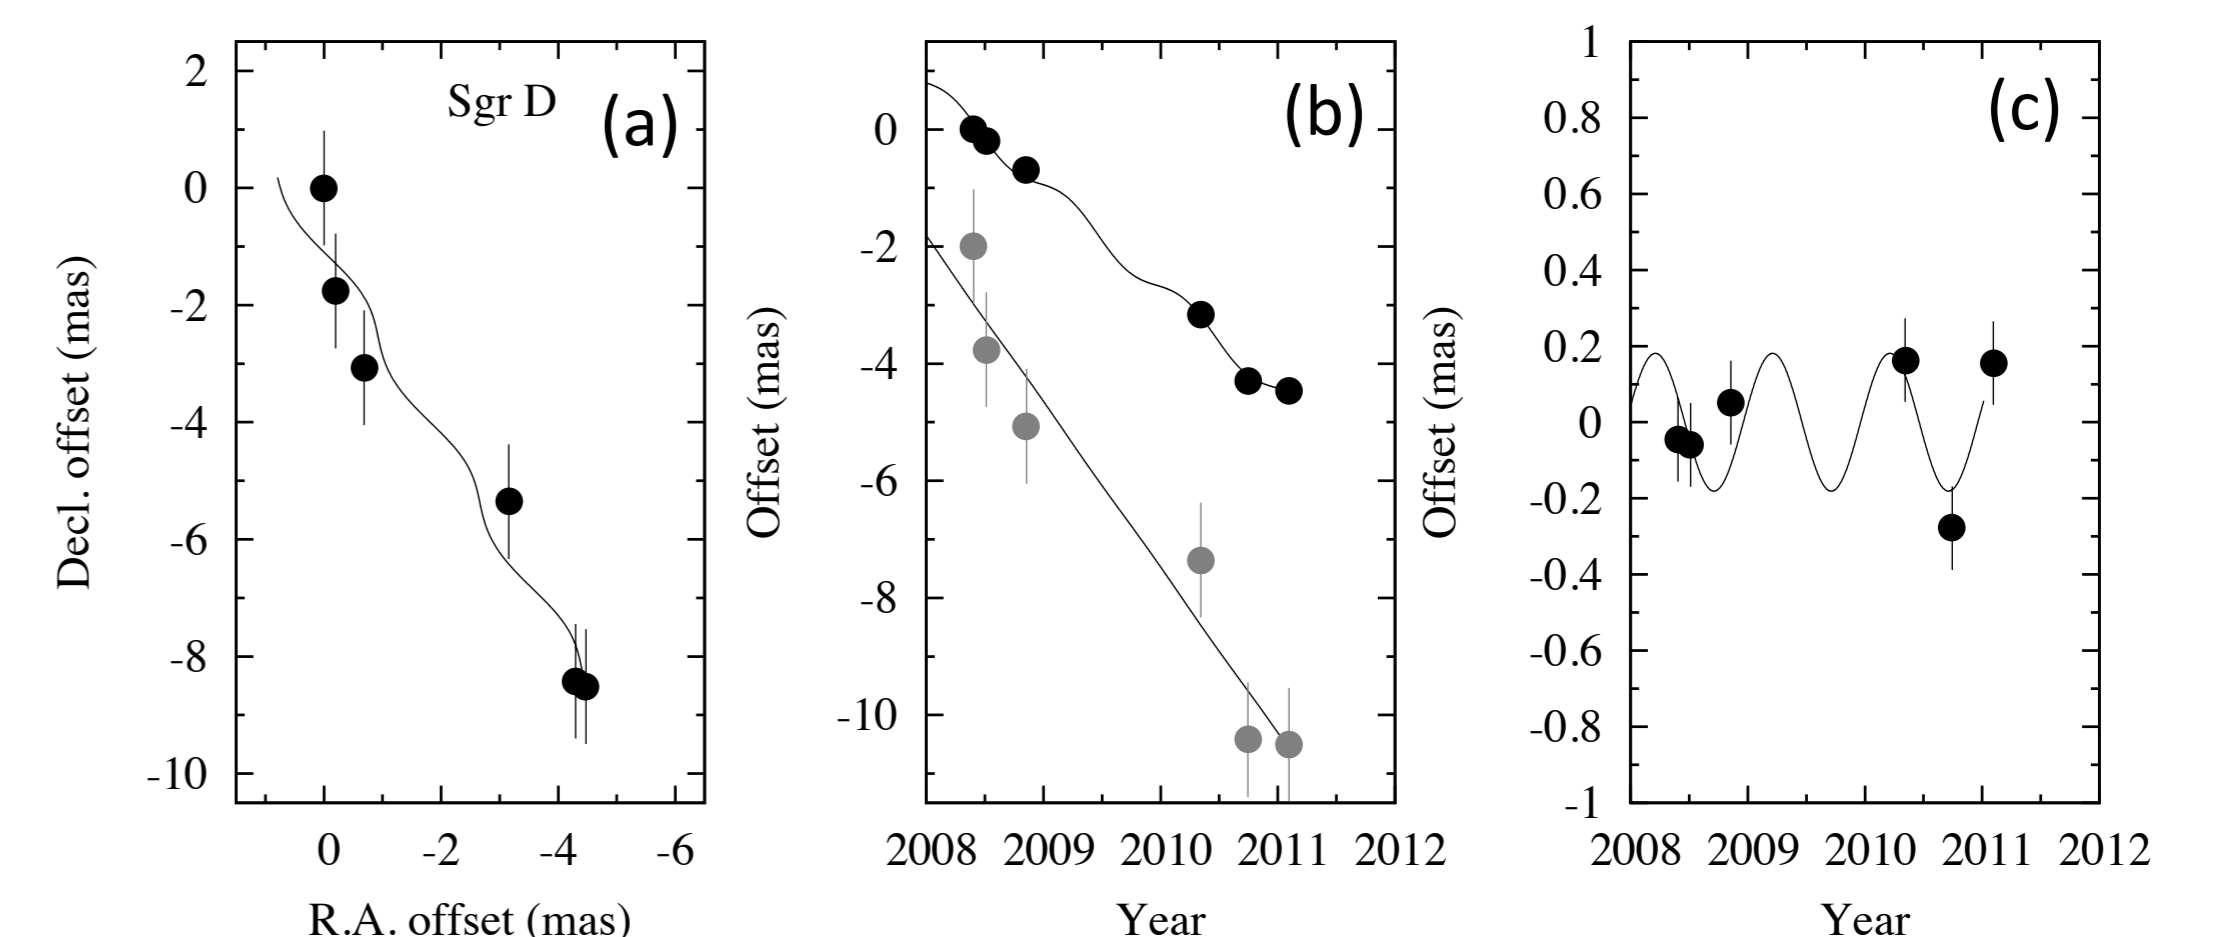 2
0
-2
-4
-6
-8
-10
Decl. offset (mas)
Sgr D
(a)
0 -2 -4 -6
R.A. offset (mas)
0
-2
-4
-6
-8
-10
Offset (mas)
(b)
2008 2009 2010 2011 2012
Year
1
0.8
0.6
0.4
0.2
0
-0.2
-0.4
-0.6
-0.8
-1
Offset (mas)
(c)
2008 2009 2010 2011 2012
Year